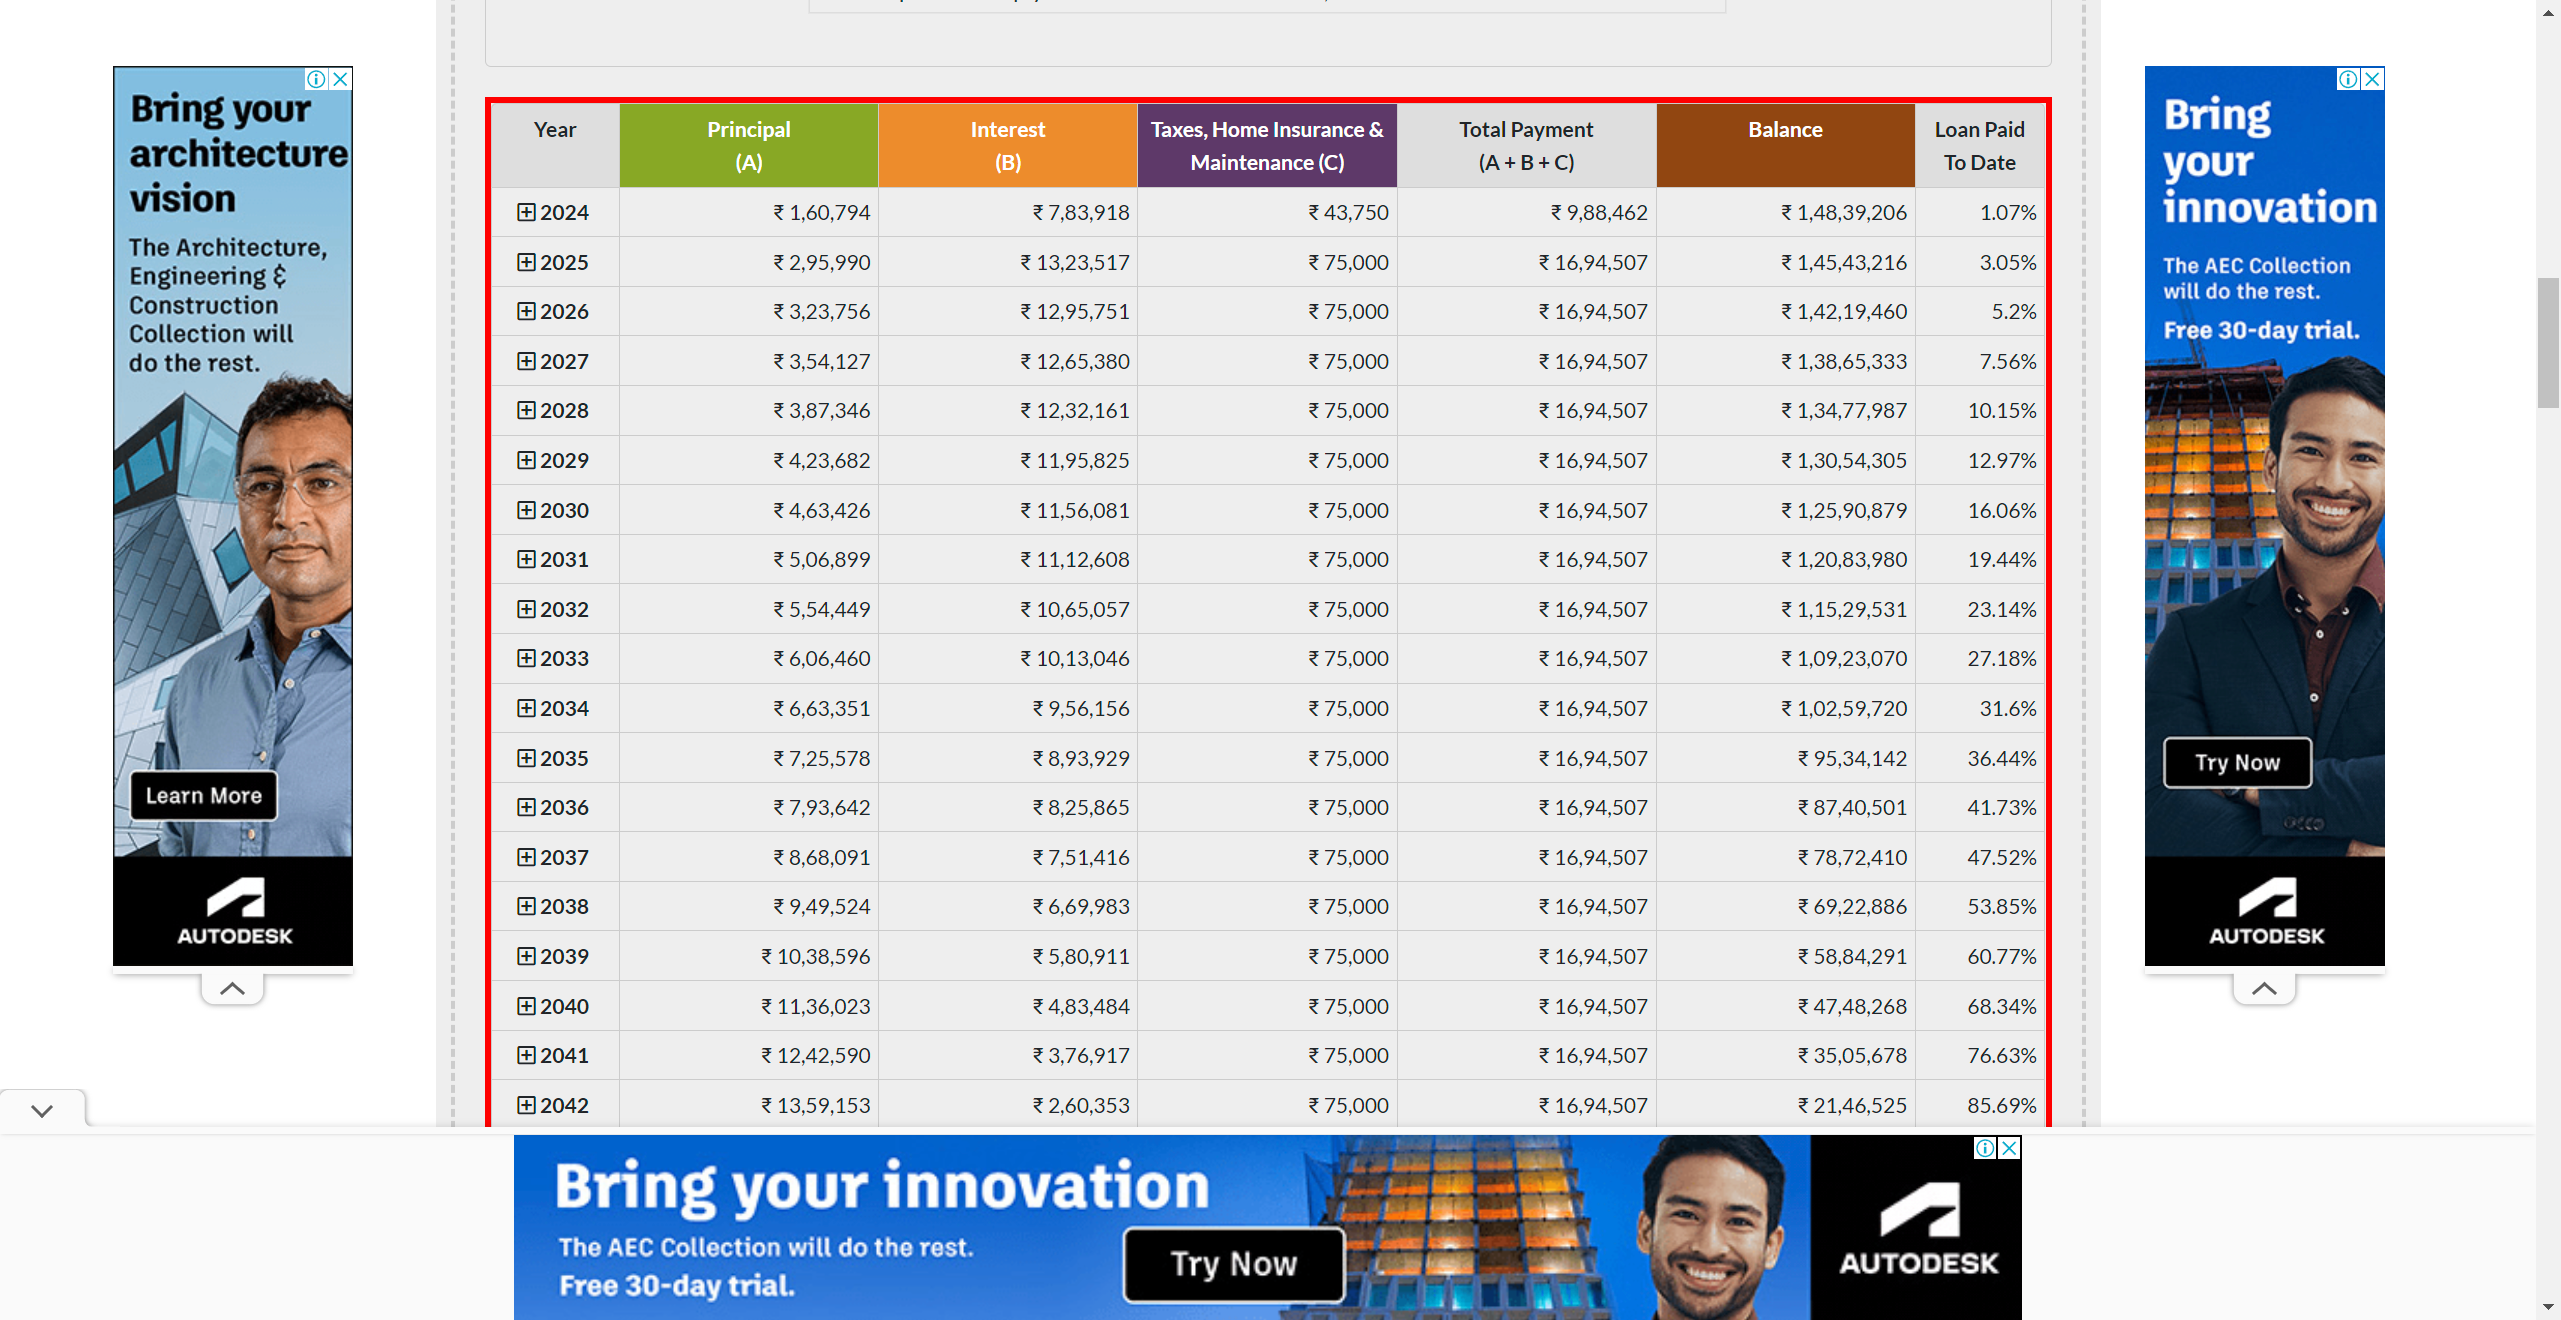 Bring your
architecture
vision
The Architecture,
Engineering &
Construction
Collection will
do the rest.
Learn More
AUTODESK
Year Principal (A) Interest (B) Taxes, Home Insurance & Maintenance (C) Total Payment (A + B + C) Balance Loan Paid To Date
2024 ₹ 1,60,794 ₹ 7,83,918 ₹ 43,750 ₹ 9,88,462 ₹ 1,48,39,206 1.07%
2025 ₹ 2,95,990 ₹ 13,23,517 ₹ 75,000 ₹ 16,94,507 ₹ 1,45,43,216 3.05%
2026 ₹ 3,23,756 ₹ 12,95,751 ₹ 75,000 ₹ 16,94,507 ₹ 1,42,19,460 5.2%
2027 ₹ 3,54,127 ₹ 12,65,380 ₹ 75,000 ₹ 16,94,507 ₹ 1,38,65,333 7.56%
2028 ₹ 3,87,346 ₹ 12,32,161 ₹ 75,000 ₹ 16,94,507 ₹ 1,34,77,987 10.15%
2029 ₹ 4,23,682 ₹ 11,95,825 ₹ 75,000 ₹ 16,94,507 ₹ 1,30,54,305 12.97%
2030 ₹ 4,63,426 ₹ 11,56,081 ₹ 75,000 ₹ 16,94,507 ₹ 1,25,90,879 16.06%
2031 ₹ 5,06,899 ₹ 11,12,608 ₹ 75,000 ₹ 16,94,507 ₹ 1,20,83,980 19.44%
2032 ₹ 5,54,449 ₹ 10,65,057 ₹ 75,000 ₹ 16,94,507 ₹ 1,15,29,531 23.14%
2033 ₹ 6,06,460 ₹ 10,13,046 ₹ 75,000 ₹ 16,94,507 ₹ 1,09,23,070 27.18%
2034 ₹ 6,63,351 ₹ 9,56,156 ₹ 75,000 ₹ 16,94,507 ₹ 1,02,59,720 31.6%
2035 ₹ 7,25,578 ₹ 8,93,929 ₹ 75,000 ₹ 16,94,507 ₹ 95,34,142 36.44%
2036 ₹ 7,93,642 ₹ 8,25,865 ₹ 75,000 ₹ 16,94,507 ₹ 87,40,501 41.73%
2037 ₹ 8,68,091 ₹ 7,51,416 ₹ 75,000 ₹ 16,94,507 ₹ 78,72,410 47.52%
2038 ₹ 9,49,524 ₹ 6,69,983 ₹ 75,000 ₹ 16,94,507 ₹ 69,22,886 53.85%
2039 ₹ 10,38,596 ₹ 5,80,911 ₹ 75,000 ₹ 16,94,507 ₹ 58,84,291 60.77%
2040 ₹ 11,36,023 ₹ 4,83,484 ₹ 75,000 ₹ 16,94,507 ₹ 47,48,268 68.34%
2041 ₹ 12,42,590 ₹ 3,76,917 ₹ 75,000 ₹ 16,94,507 ₹ 35,05,678 76.63%
2042 ₹ 13,59,153 ₹ 2,60,353 ₹ 75,000 ₹ 16,94,507 ₹ 21,46,525 85.69%
Bring
your
innovation
The AEC Collection
will do the rest.
Free 30-day trial.
Try Now
AUTODESK
Bring your innovation
The AEC Collection will do the rest.
Free 30-day trial.
Try Now
AUTODESK